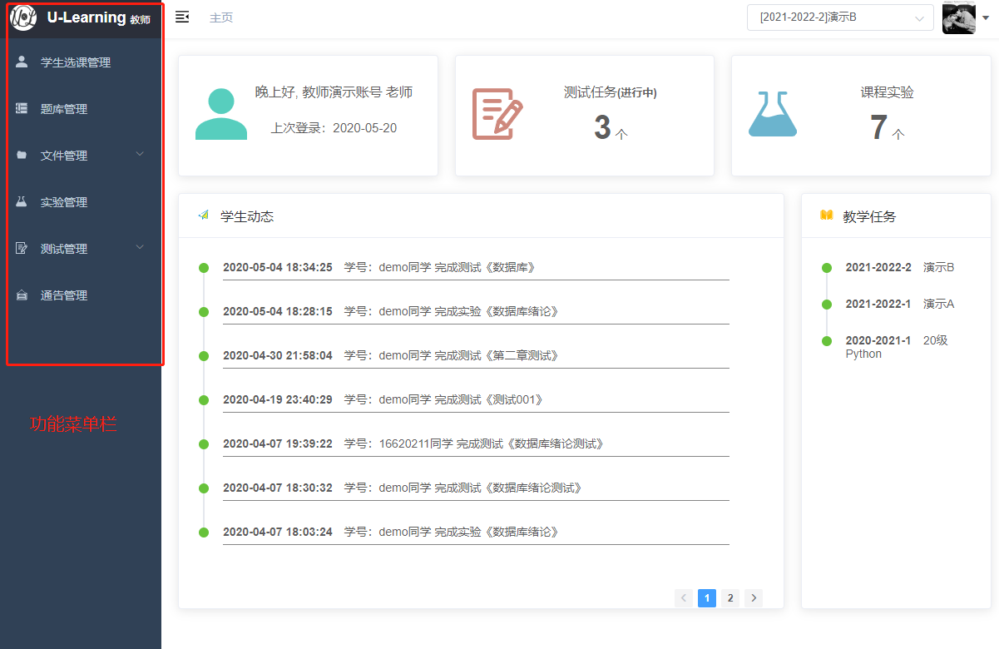 U-Learning 教师
主页
[2021-2022-2]演示B
学生选课管理
题库管理
文件管理
实验管理
测试管理
通告管理
功能菜单栏
晚上好, 教师演示账号 老师
上次登录：2020-05-20
测试任务(进行中)
3 个
课程实验
7 个
学生动态
2020-05-04 18:34:25 学号：demo同学 完成测试《数据库》
2020-05-04 18:28:15 学号：demo同学 完成实验《数据库绪论》
2020-04-30 21:58:04 学号：demo同学 完成测试《第二章测试》
2020-04-19 23:40:29 学号：demo同学 完成测试《测试001》
2020-04-07 19:39:22 学号：16620211同学 完成测试《数据库绪论测试》
2020-04-07 18:30:32 学号：demo同学 完成测试《数据库绪论测试》
2020-04-07 18:03:24 学号：demo同学 完成实验《数据库绪论》
1 2
教学任务
2021-2022-2 演示B
2021-2022-1 演示A
2020-2021-1 20级
Python